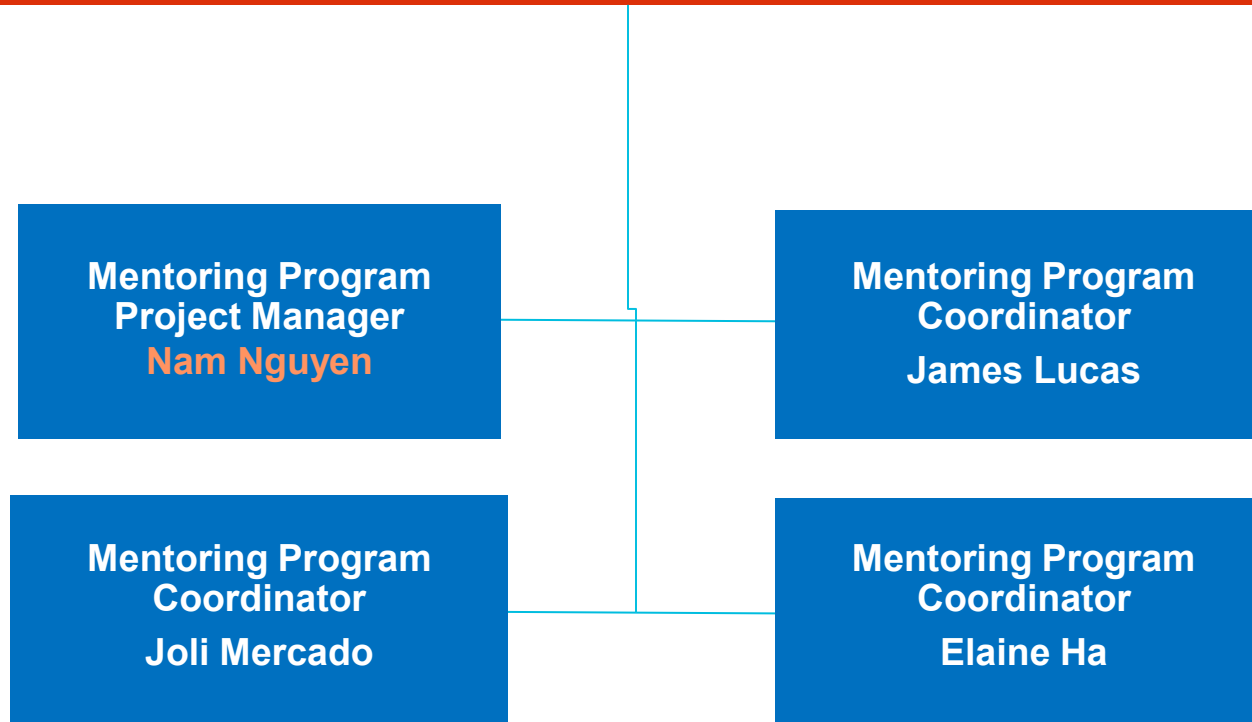 Mentoring Program
Project Manager
Nam Nguyen
Mentoring Program
Coordinator
James Lucas
Mentoring Program
Coordinator
Joli Mercado
Mentoring Program
Coordinator
Elaine Ha